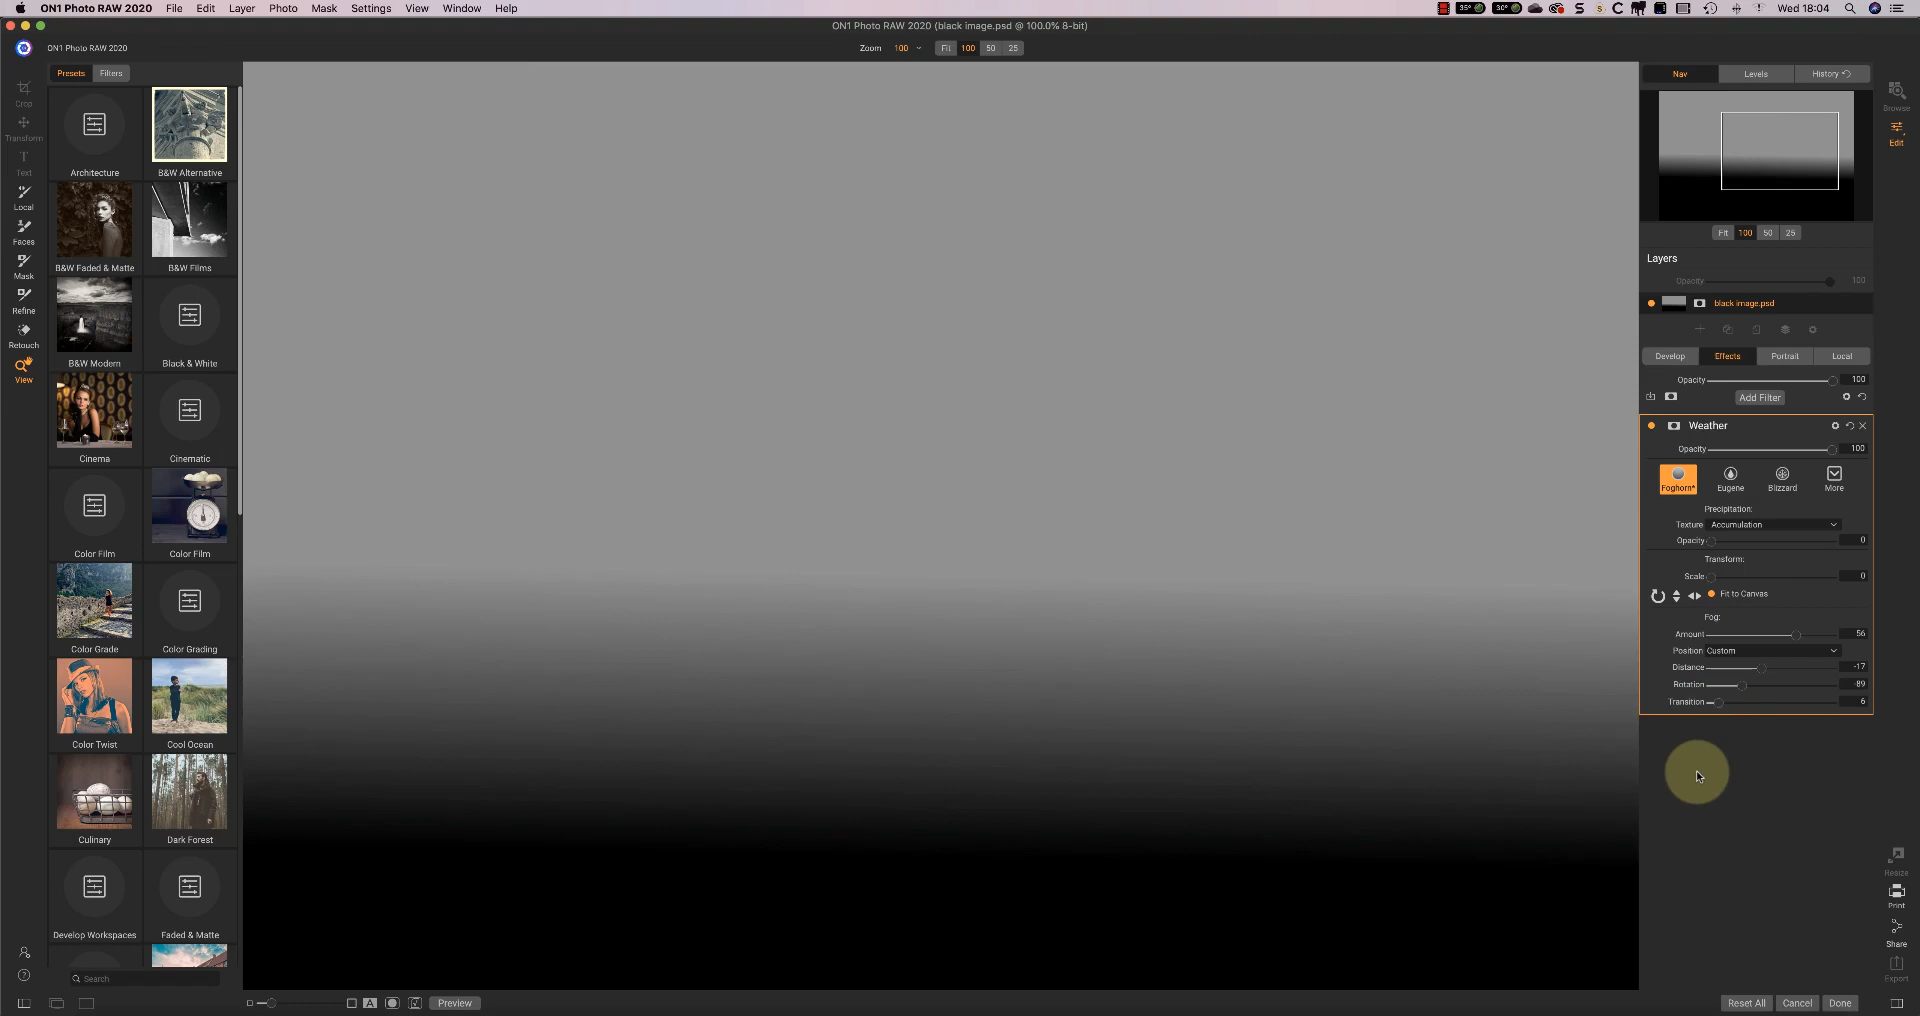 ON1 Photo RAW 2020 File Edit Layer Photo Mask Settings View Window Help 35° 30° Wed 18:04
ON1 Photo RAW 2020 (black image.psd @ 100.0% 8-bit)
ON1 Photo RAW 2020 Zoom 100 Fit 100 50 25
Presets Filters Nav Levels History
Crop
Transform
Text
Local
Faces
Mask
Refine
Retouch
View
Architecture B&W Alternative
B&W Faded & Matte B&W Films
B&W Modern Black & White
Cinema Cinematic
Color Film Color Film
Color Grade Color Grading
Color Twist Cool Ocean
Culinary Dark Forest
Develop Workspaces Faded & Matte
Search
Preview
Fit 100 50 25
Layers
Opacity 100
black image.psd
Develop Effects Portrait Local
Opacity 100
Add Filter
Weather
Opacity 100
Foghorn* Eugene Blizzard More
Precipitation:
Texture Accumulation
Opacity 0
Transform:
Scale 0
Fit to Canvas
Fog:
Amount 56
Position Custom
Distance -17
Rotation -89
Transition 6
Browse
Edit
Resize
Print
Share
Export
Reset All Cancel Done